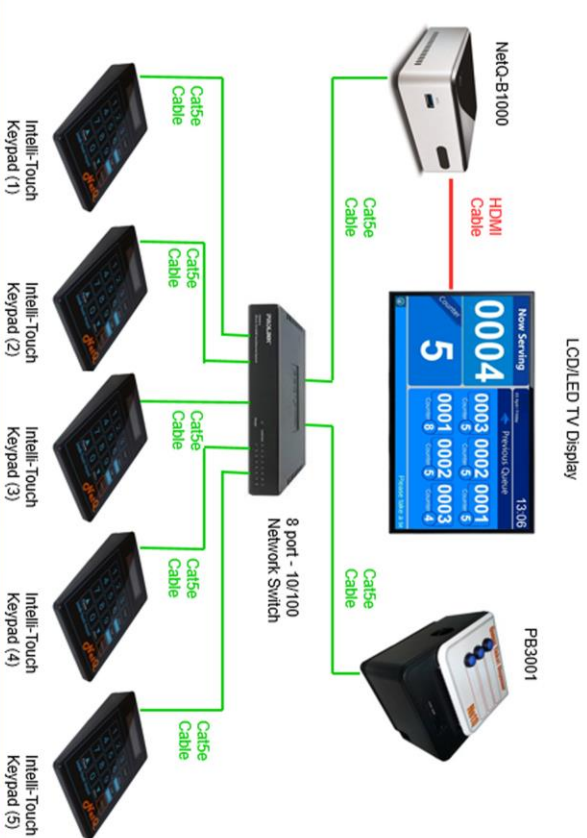 LCD/LED TV Display
NetQ-B1000
HDMI
Cable
Now Serving
0004
Counter
5
13:06
Previous Queue
0003 0002 0001
Counter 5 Counter 5 Counter 5
0001 0002 0003
Counter 8 Counter 5 Counter 4
Please take a te
PB3001
Cat5e
Cable
Cat5e
Cable
PROLINK
8 port - 10/100
Network Switch
Cat5e
Cable
Cat5e
Cable
Cat5e
Cable
Cat5e
Cable
Cat5e
Cable
Intelli-Touch
Keypad (1)
Intelli-Touch
Keypad (2)
Intelli-Touch
Keypad (3)
Intelli-Touch
Keypad (4)
Intelli-Touch
Keypad (5)